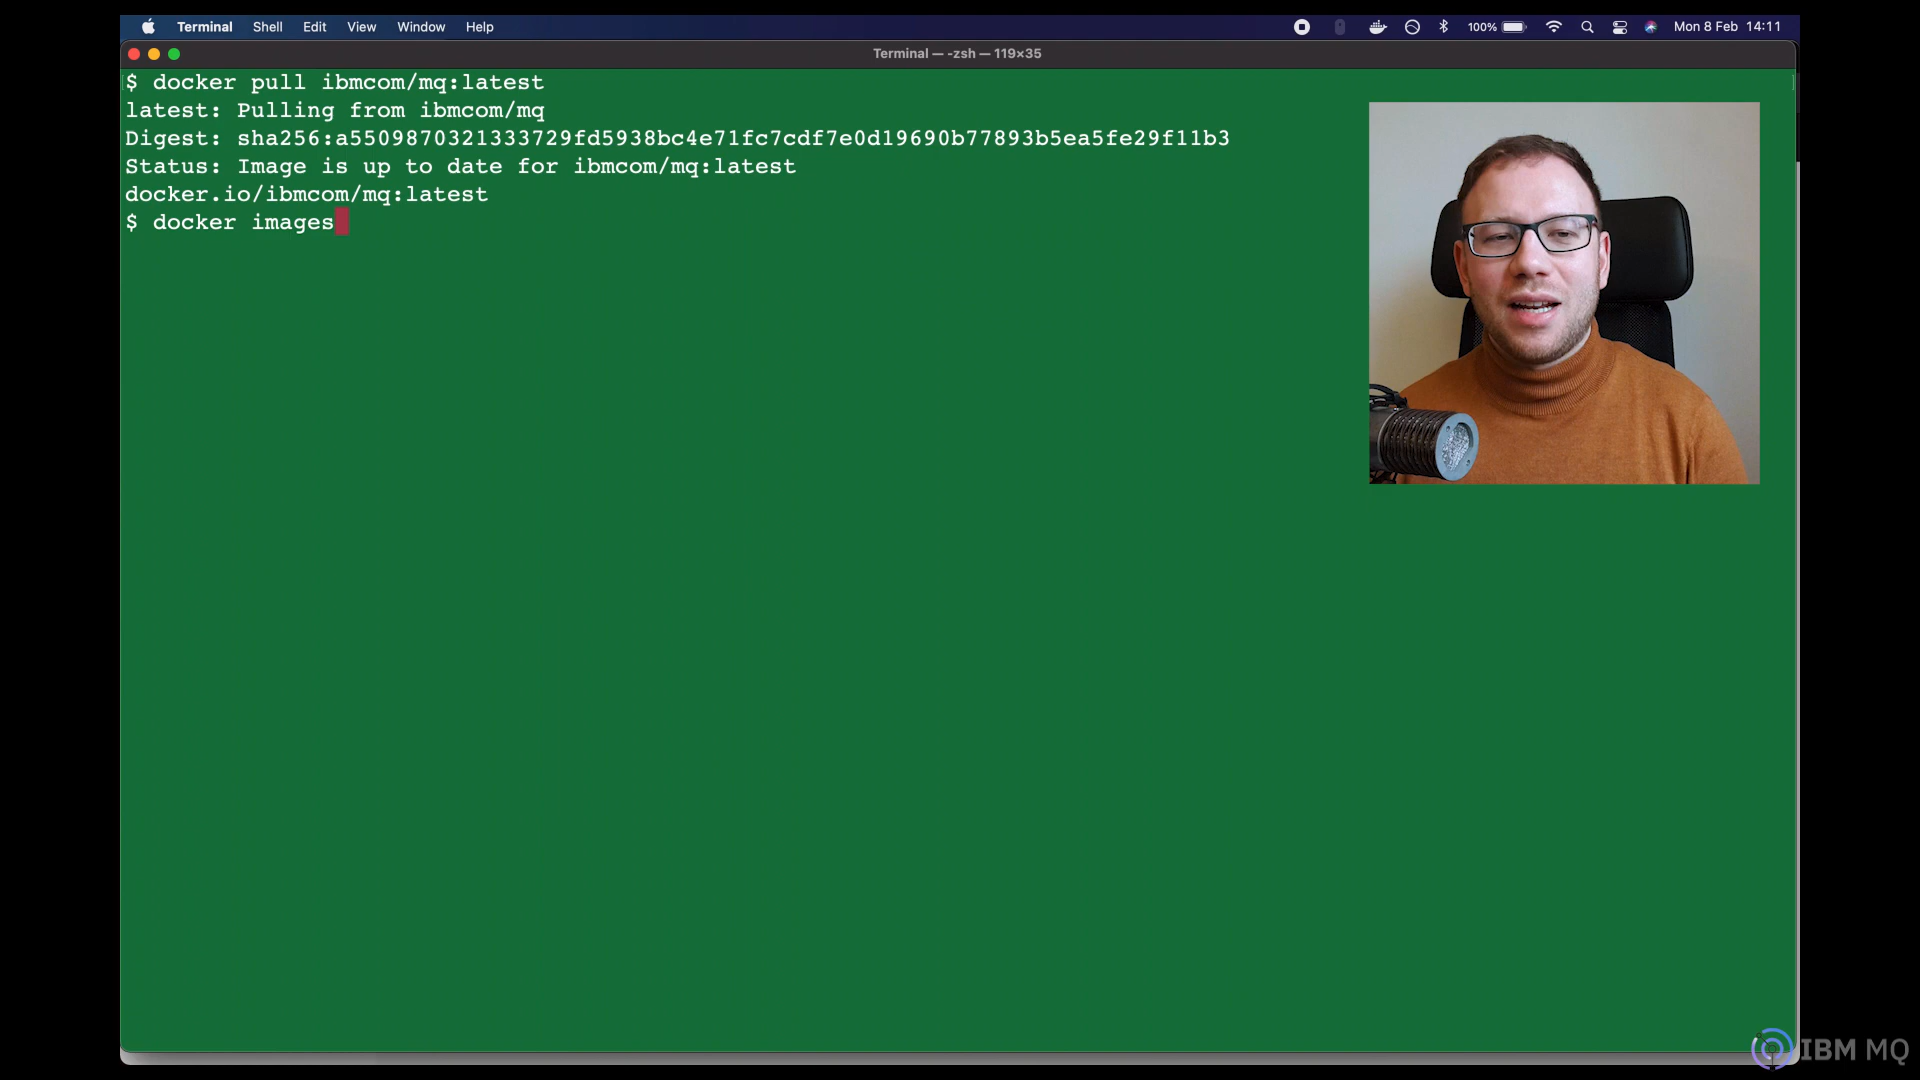 Terminal Shell Edit View Window Help 100% Mon 8 Feb 14:11
Terminal — -zsh — 119×35
$ docker pull ibmcom/mq:latest
latest: Pulling from ibmcom/mq
Digest: sha256:a5509870321333729fd5938bc4e71fc7cdf7e0d19690b77893b5ea5fe29f11b3
Status: Image is up to date for ibmcom/mq:latest
docker.io/ibmcom/mq:latest
$ docker images
IBM MQ